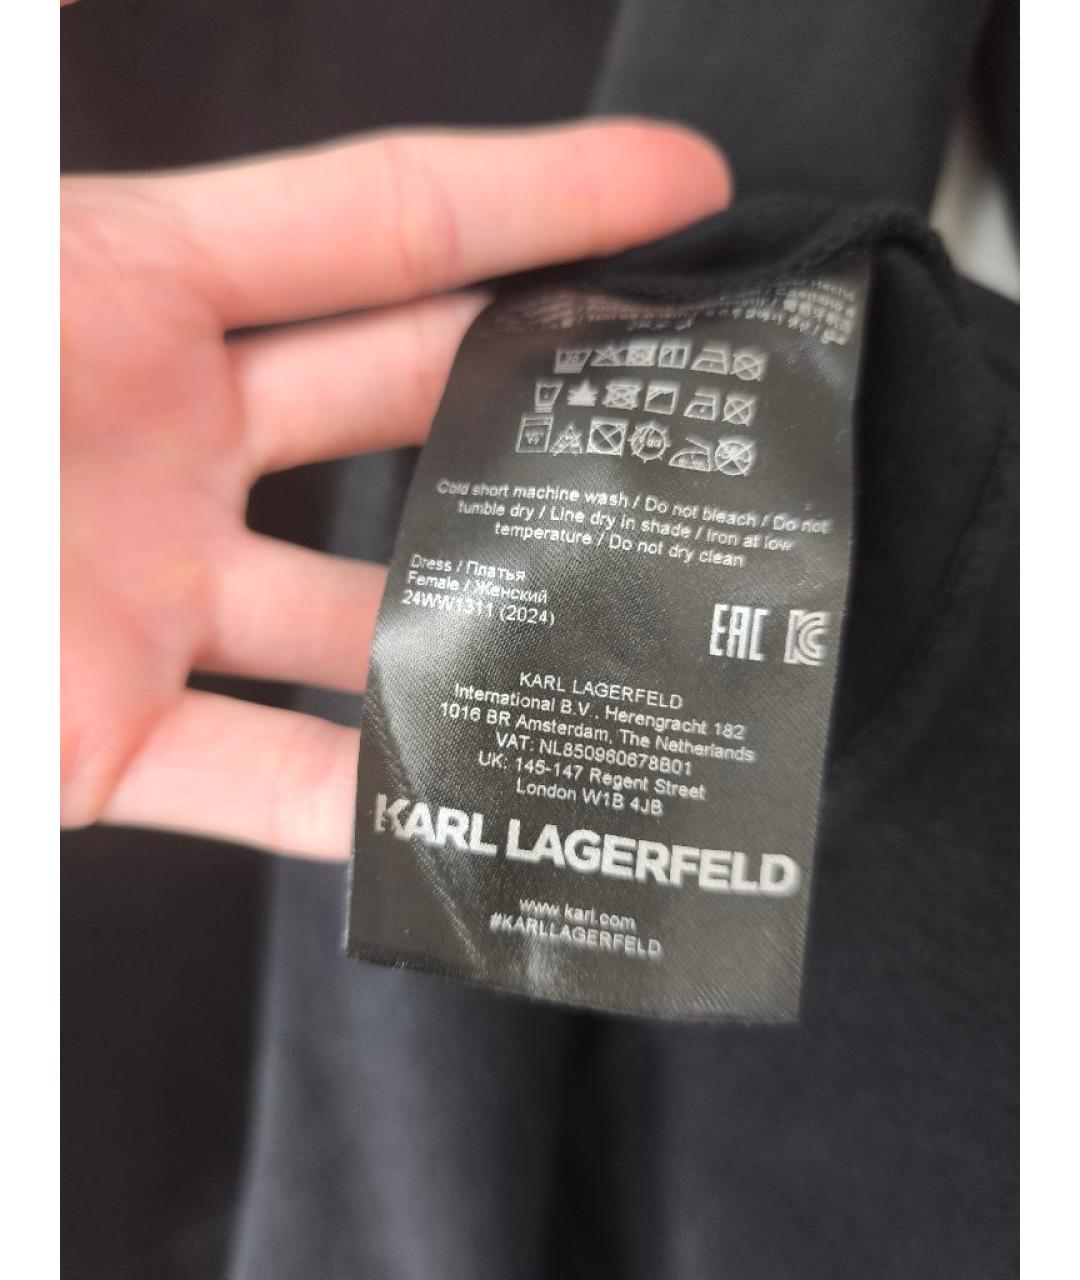 Cold short machine wash / Do not bleach / Do not
tumble dry / Line dry in shade / Iron at low
temperature / Do not dry clean
Dress / Платья
Female / Женский
24WW1311 (2024)
EAC
KARL LAGERFELD
International B.V., Herengracht 182
1016 BR Amsterdam, The Netherlands
VAT: NL850960678B01
UK: 145-147 Regent Street
London W1B 4JB
KARL LAGERFELD
www.karl.com
#KARLLAGERFELD